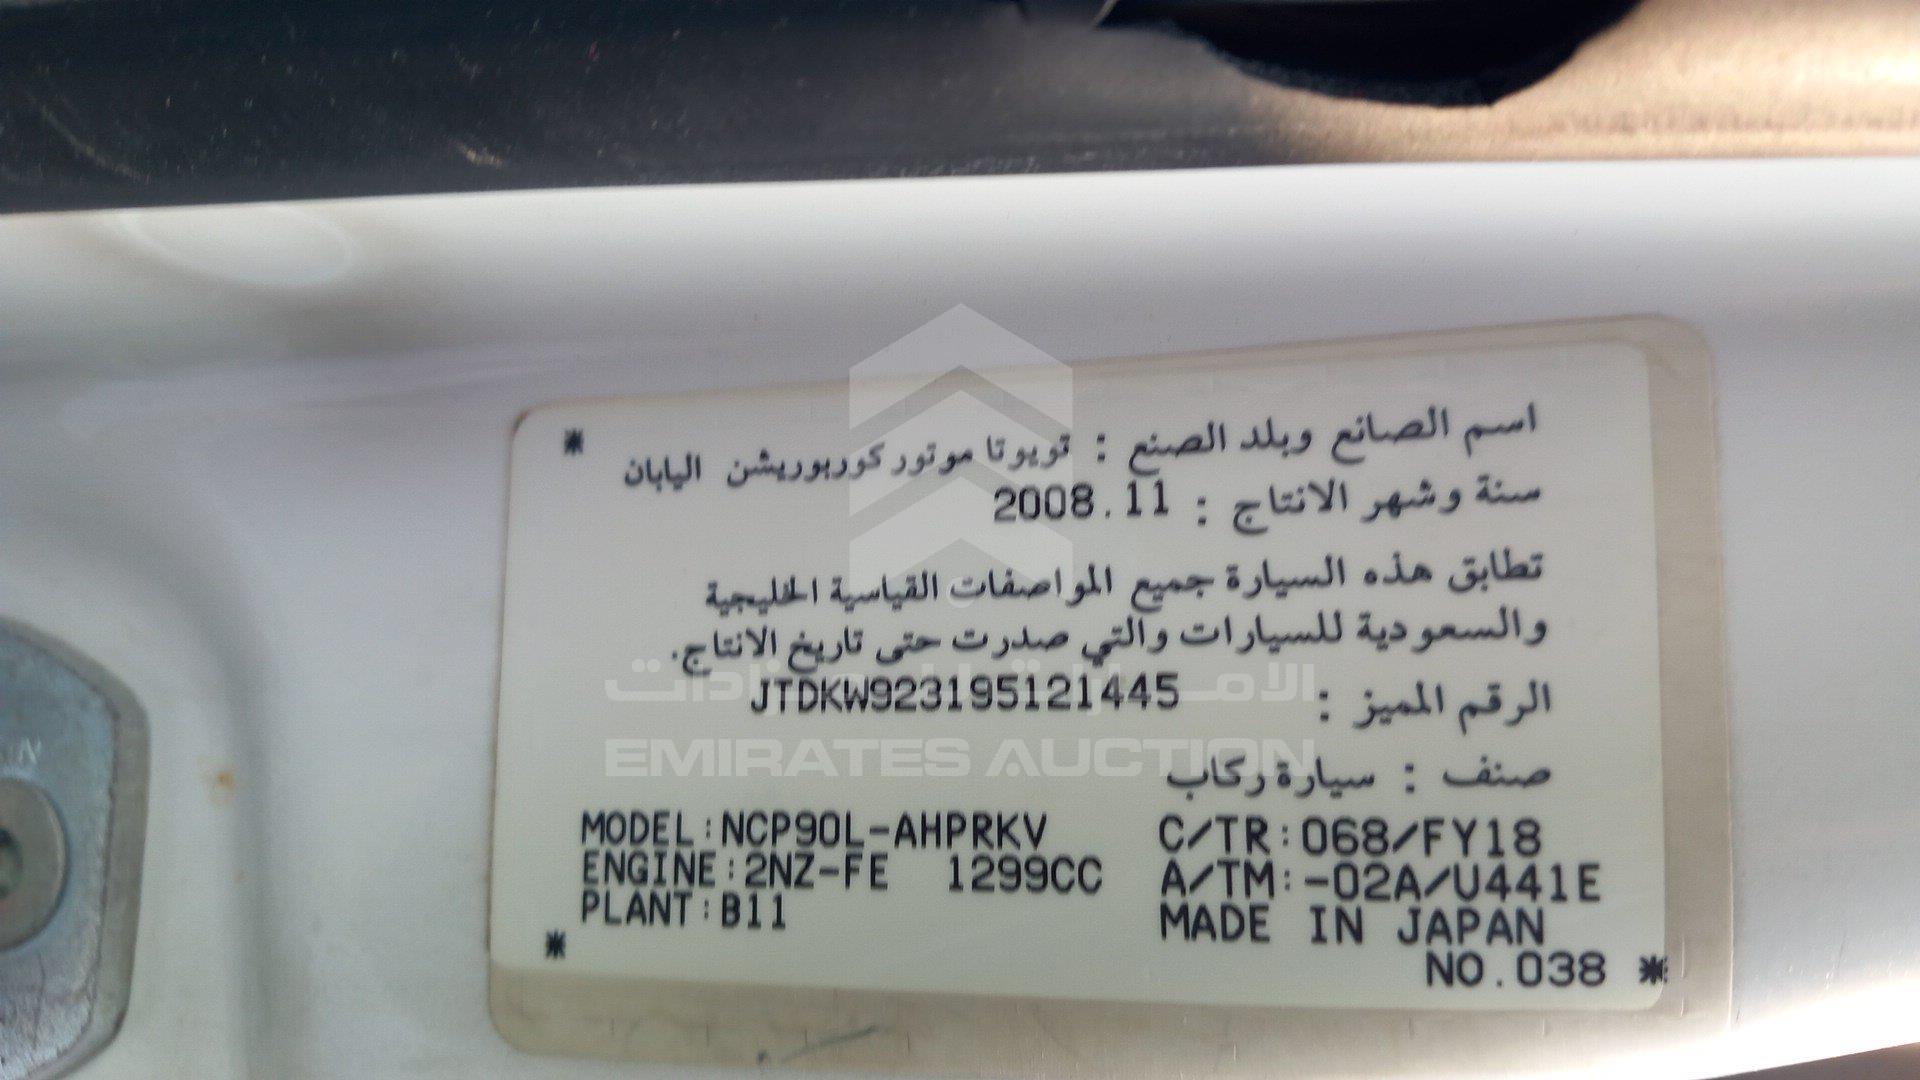 اسم الصانع وبلد الصنع : تويوتا موتور كوربوريشن اليابان
سنة وشهر الانتاج : 2008.11
تطابق هذه السيارة جميع المواصفات القياسية الخليجية
والسعودية للسيارات والتي صدرت حتى تاريخ الانتاج.
الرقم المميز : JTDKW923195121445
صنف : سيارة ركاب
MODEL:NCP90L-AHPRKV C/TR:068/FY18
ENGINE:2NZ-FE 1299CC A/TM:-02A/U441E
PLANT:B11 MADE IN JAPAN
NO.038
الامارات للمزادات
EMIRATES AUCTION